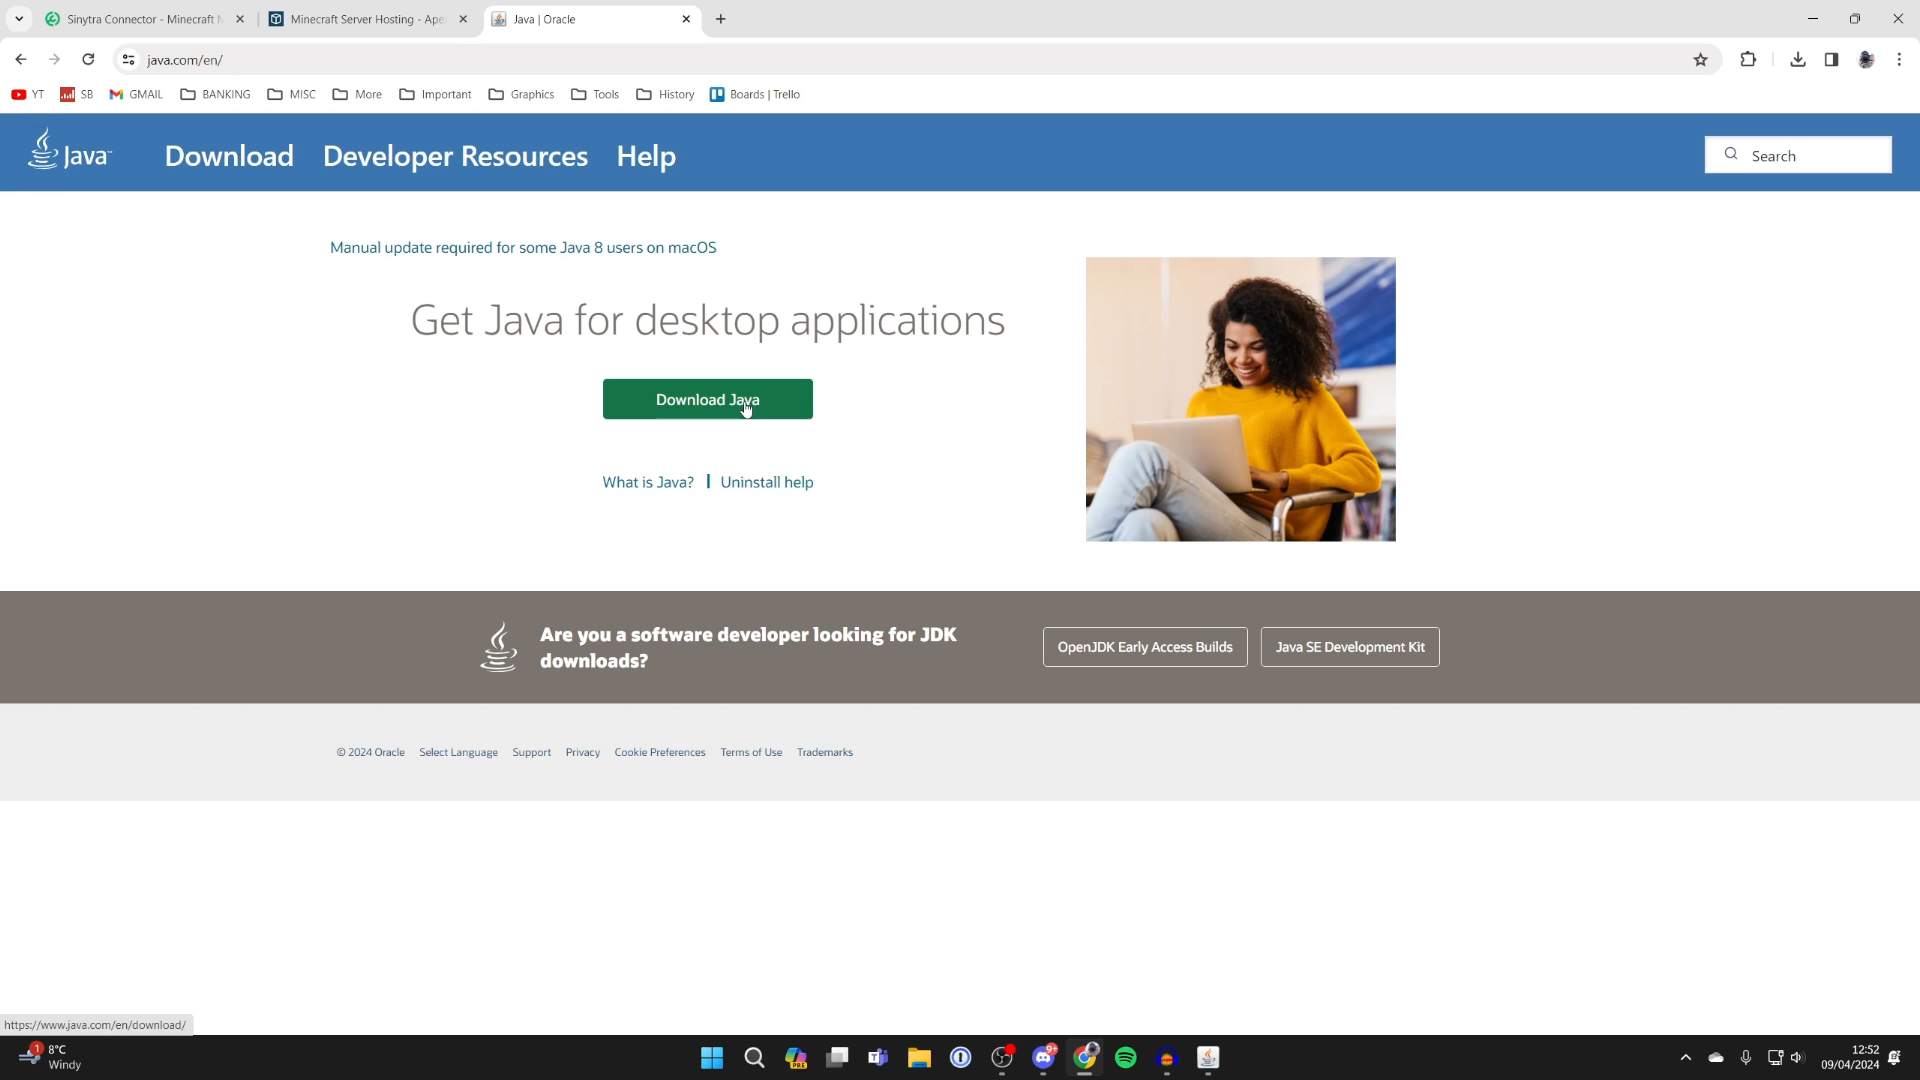 Sinytra Connector - Minecraft M
Minecraft Server Hosting - Ape
Java | Oracle
java.com/en/
YT
SB
GMAIL
BANKING
MISC
More
Important
Graphics
Tools
History
Boards | Trello
Java
Download
Developer Resources
Help
Search
Manual update required for some Java 8 users on macOS
Get Java for desktop applications
Download Java
What is Java?
Uninstall help
Are you a software developer looking for JDK
downloads?
OpenJDK Early Access Builds
Java SE Development Kit
© 2024 Oracle
Select Language
Support
Privacy
Cookie Preferences
Terms of Use
Trademarks
https://www.java.com/en/download/
1
8°C
Windy
PRE
9+
12:52
09/04/2024